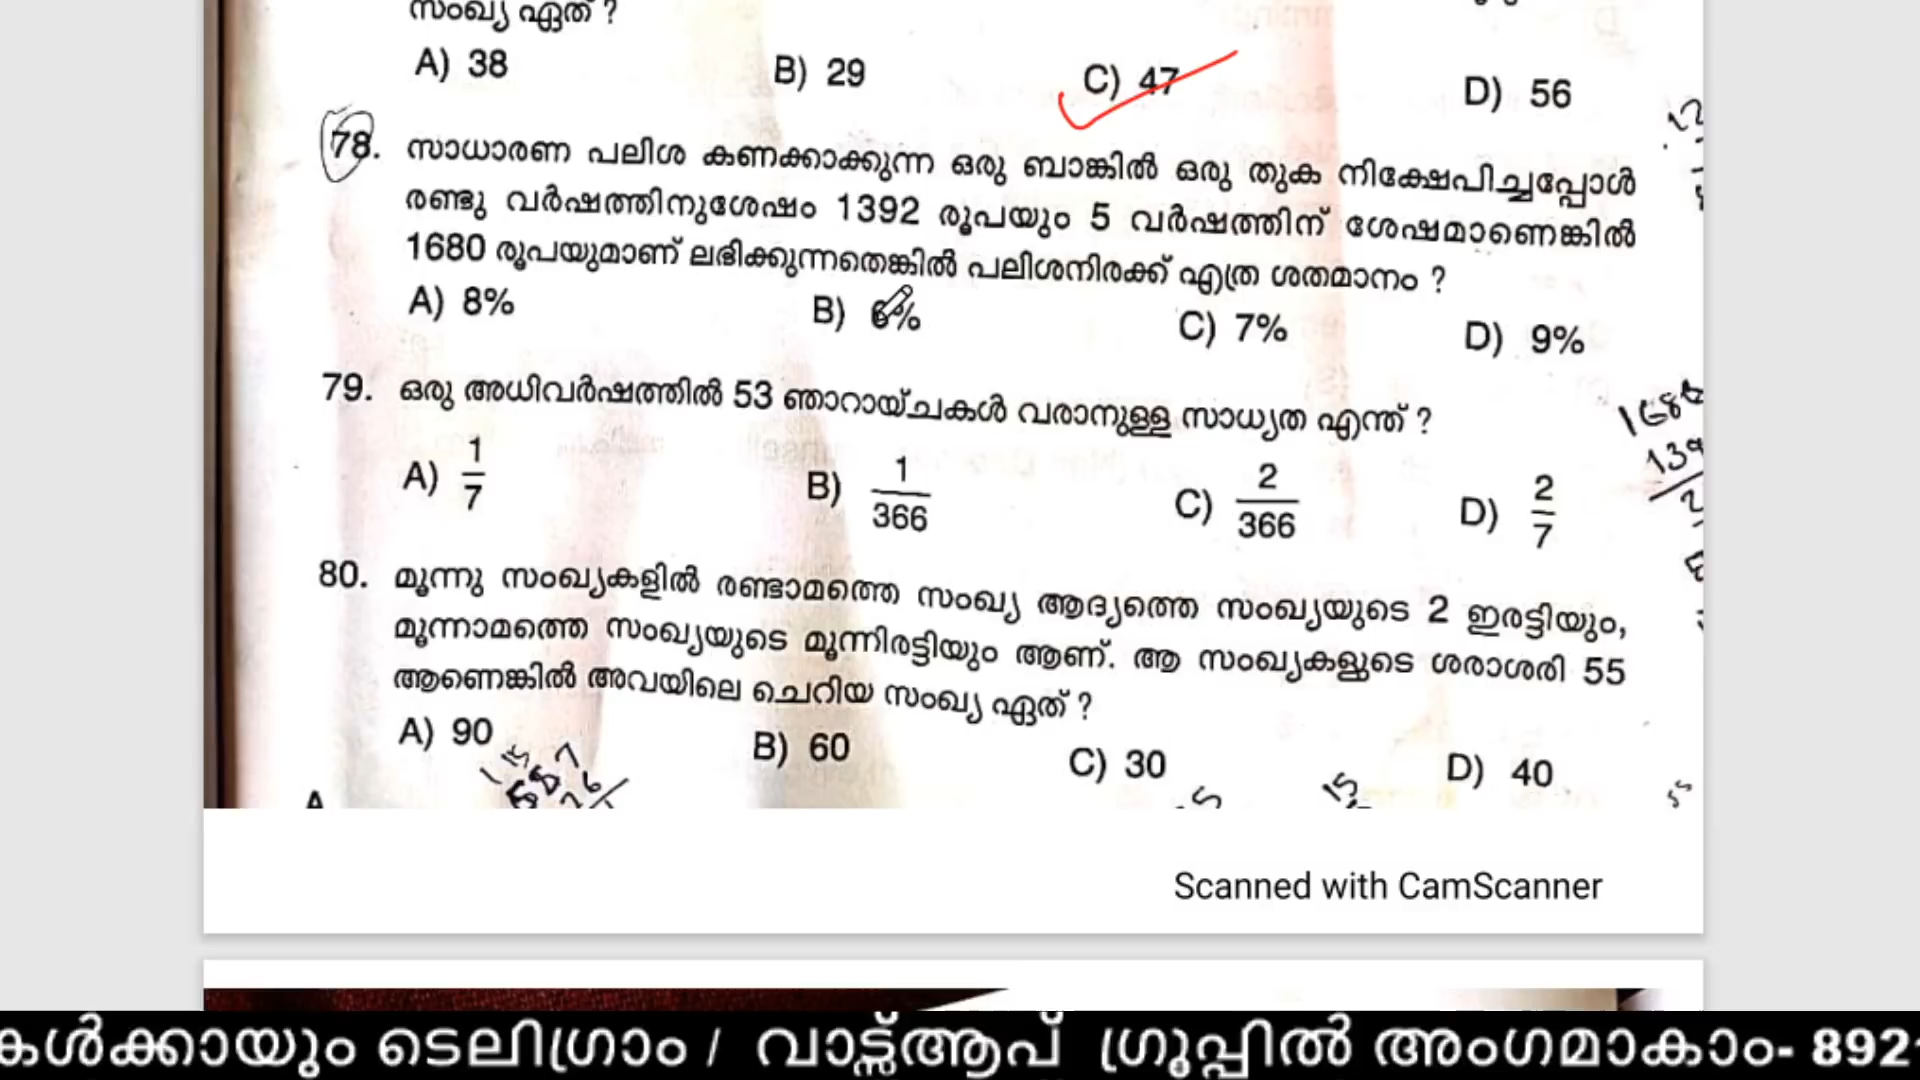 സംഖ്യ ഏത് ?
A) 38 B) 29 C) 47 D) 56
78. സാധാരണ പലിശ കണക്കാക്കുന്ന ഒരു ബാങ്കിൽ ഒരു തുക നിക്ഷേപിച്ചപ്പോൾ
രണ്ടു വർഷത്തിനുശേഷം 1392 രൂപയും 5 വർഷത്തിന് ശേഷമാണെങ്കിൽ
1680 രൂപയുമാണ് ലഭിക്കുന്നതെങ്കിൽ പലിശനിരക്ക് എത്ര ശതമാനം ?
A) 8% B) 6% C) 7% D) 9%
79. ഒരു അധിവർഷത്തിൽ 53 ഞാറായ്ചകൾ വരാനുള്ള സാധ്യത എന്ത് ?
A) 1/7 B) 1/366 C) 2/366 D) 2/7
80. മൂന്നു സംഖ്യകളിൽ രണ്ടാമത്തെ സംഖ്യ ആദ്യത്തെ സംഖ്യയുടെ 2 ഇരട്ടിയും,
മൂന്നാമത്തെ സംഖ്യയുടെ മൂന്നിരട്ടിയും ആണ്. ആ സംഖ്യകളുടെ ശരാശരി 55
ആണെങ്കിൽ അവയിലെ ചെറിയ സംഖ്യ ഏത് ?
A) 90 B) 60 C) 30 D) 40
A
Scanned with CamScanner
കൾക്കായും ടെലിഗ്രാം / വാട്സ്ആപ് ഗ്രൂപ്പിൽ അംഗമാകാം- 892